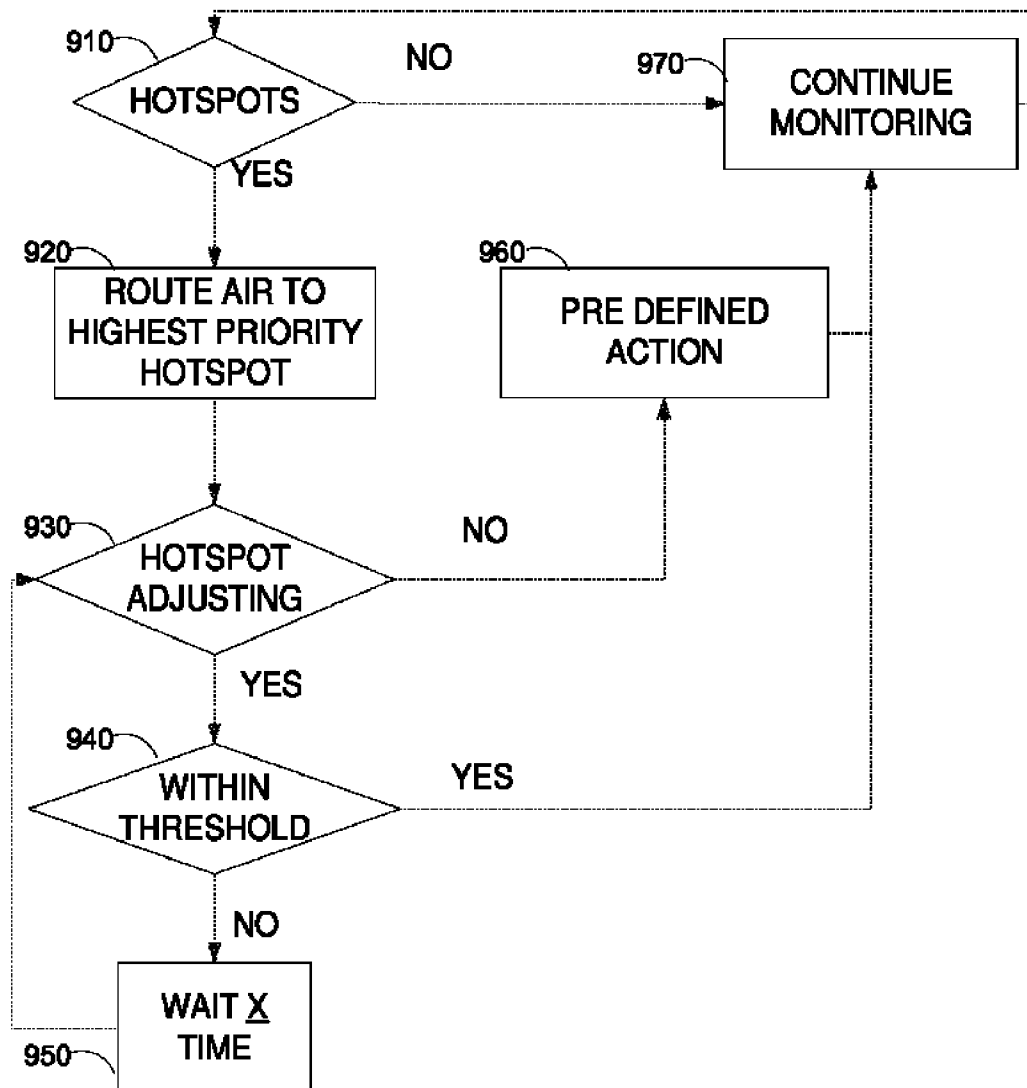 910
HOTSPOTS
NO
970
CONTINUE
MONITORING
YES
920
ROUTE AIR TO
HIGHEST PRIORITY
HOTSPOT
960
PRE DEFINED
ACTION
930
HOTSPOT
ADJUSTING
NO
YES
940
WITHIN
THRESHOLD
YES
NO
WAIT X
TIME
950